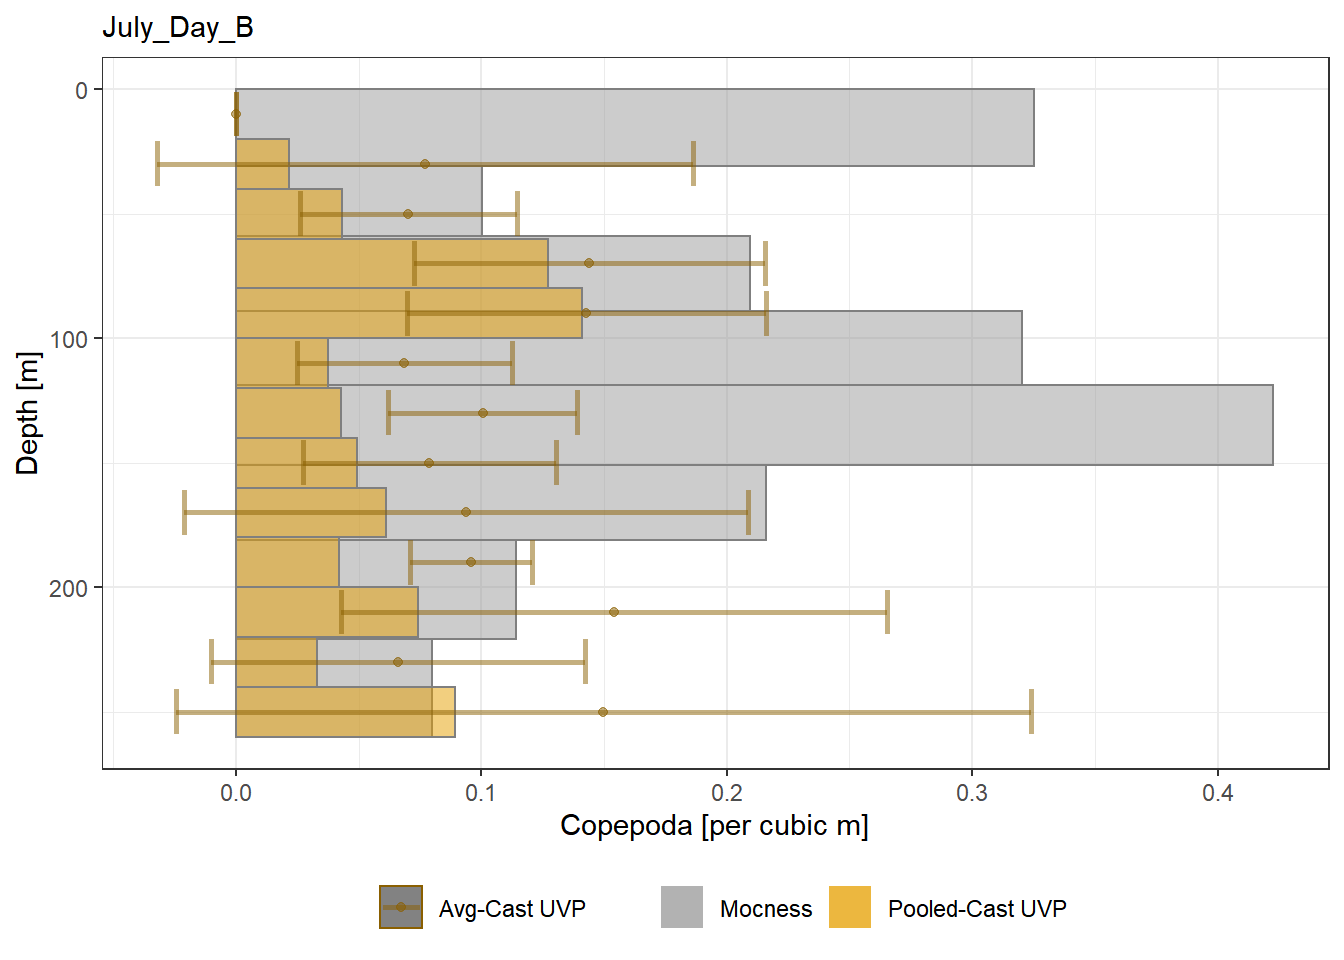 July_Day_B
0
100
200
Depth [m]
0.0 0.1 0.2 0.3 0.4
Copepoda [per cubic m]
Avg-Cast UVP Mocness Pooled-Cast UVP